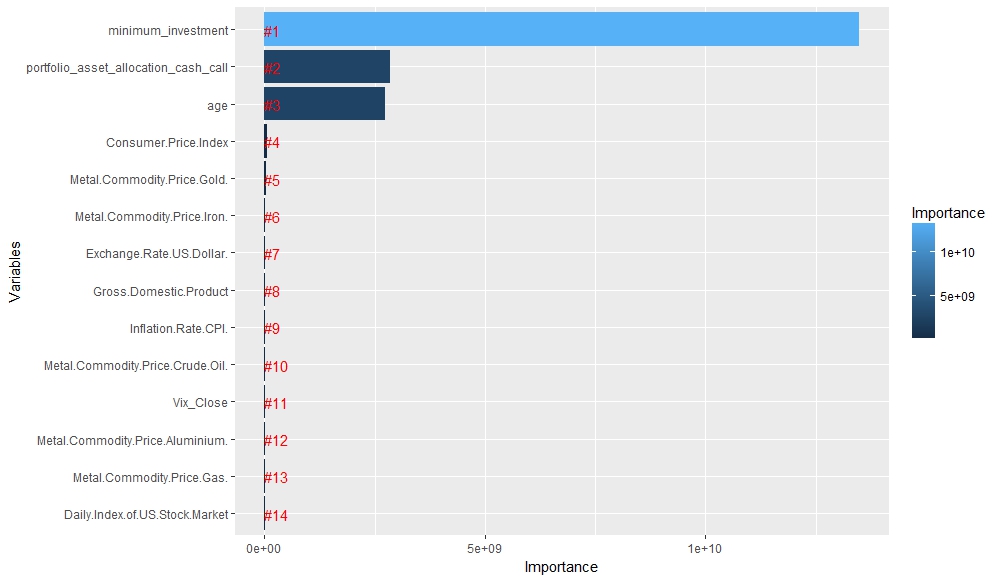 minimum_investment #1
portfolio_asset_allocation_cash_call #2
age #3
Consumer.Price.Index #4
Metal.Commodity.Price.Gold. #5
Metal.Commodity.Price.Iron. #6
Exchange.Rate.US.Dollar. #7
Gross.Domestic.Product #8
Inflation.Rate.CPI. #9
Metal.Commodity.Price.Crude.Oil. #10
Vix_Close #11
Metal.Commodity.Price.Aluminium. #12
Metal.Commodity.Price.Gas. #13
Daily.Index.of.US.Stock.Market #14
Variables
0e+00 5e+09 1e+10
Importance
Importance
1e+10
5e+09